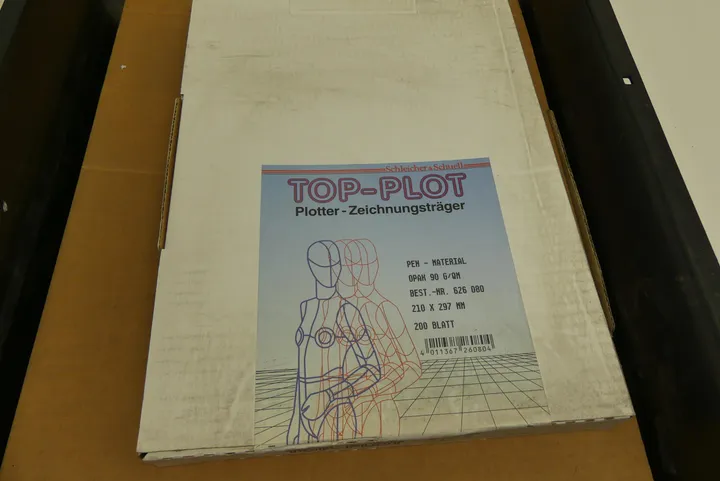 Schleicher & Schuell
TOP-PLOT
Plotter - Zeichnungsträger
PEN - MATERIAL
OPAK 90 G/QM
BEST.-NR. 626 080
210 X 297 MM
200 BLATT
4 011367 260804